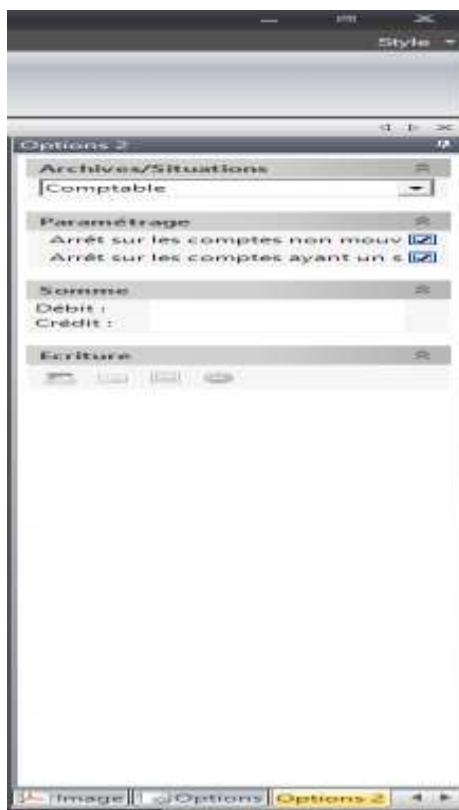 Style
Options 2
Archives/Situations
Comptable
Paramétrage
Arrêt sur les comptes non mouv
Arrêt sur les comptes ayant un s
Somme
Débit :
Crédit :
Ecriture
Image Options Options 2